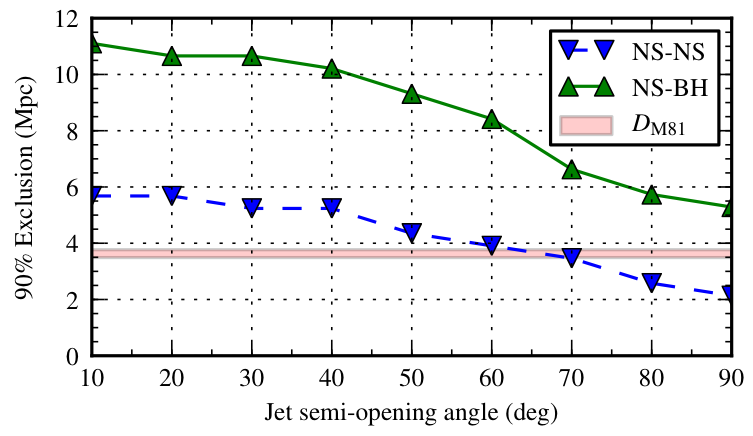 12
10
8
6
4
2
0
90% Exclusion (Mpc)
NS-NS
NS-BH
D_M81
10 20 30 40 50 60 70 80 90
Jet semi-opening angle (deg)